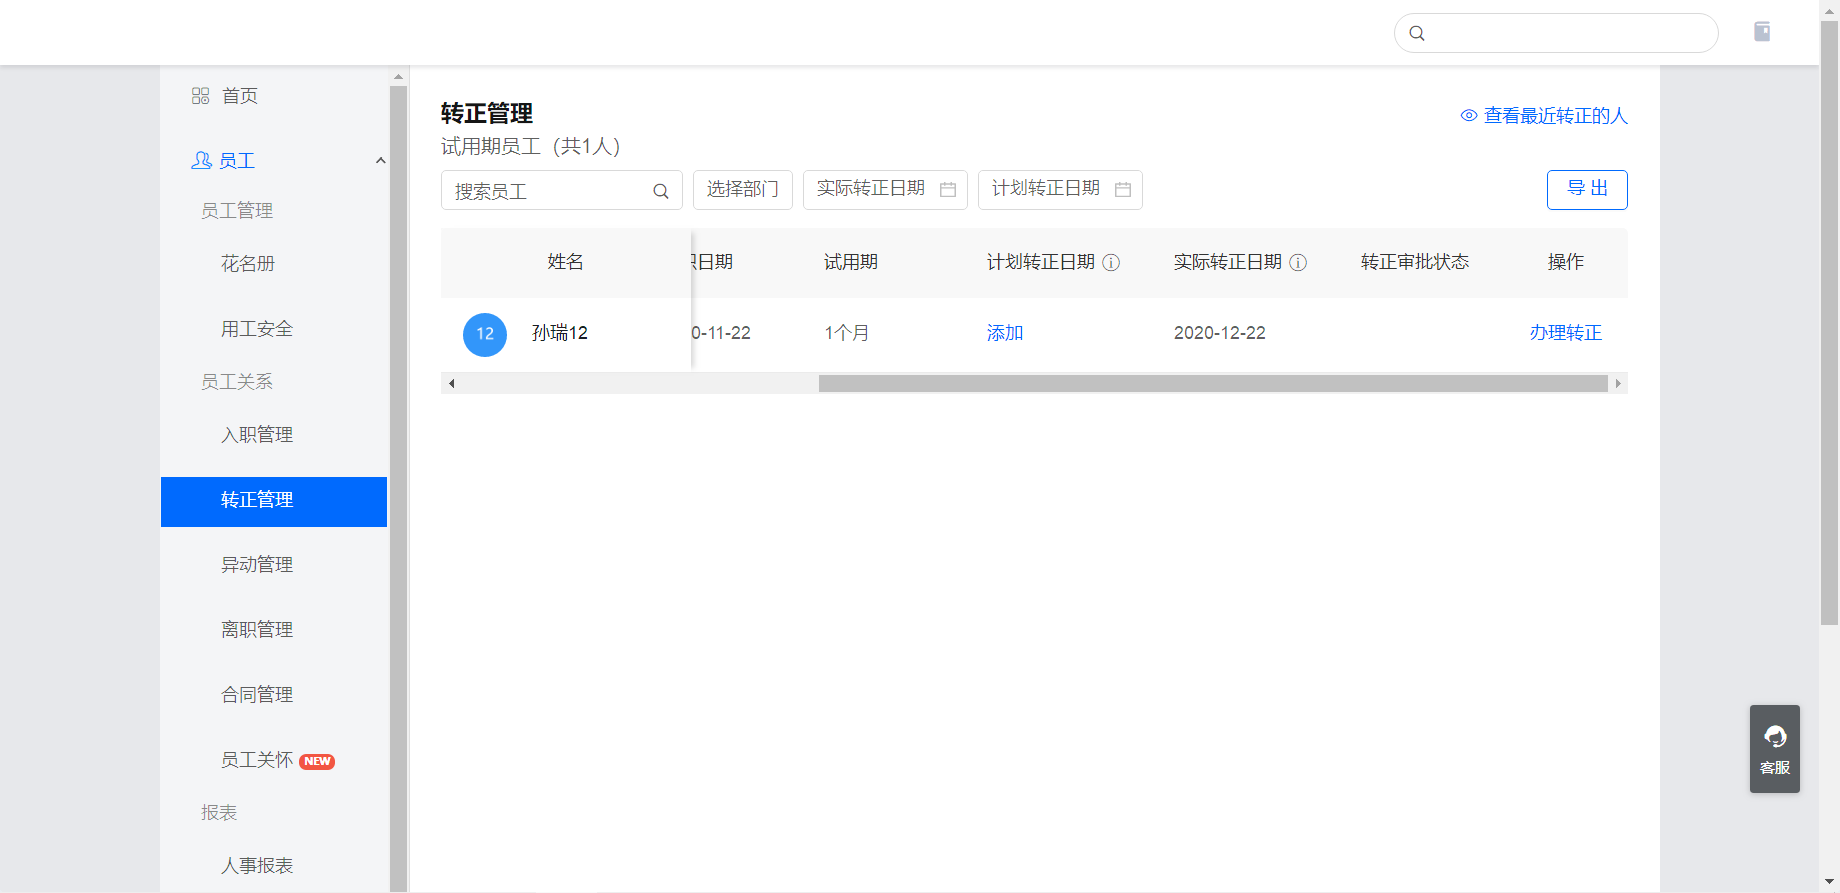 首页
员工
员工管理
花名册
用工安全
员工关系
入职管理
转正管理
异动管理
离职管理
合同管理
员工关怀 NEW
报表
人事报表
转正管理
查看最近转正的人
试用期员工（共1人）
搜索员工 选择部门 实际转正日期 计划转正日期 导 出
姓名 日期 试用期 计划转正日期 实际转正日期 转正审批状态 操作
12 孙瑞12 0-11-22 1个月 添加 2020-12-22 办理转正
客服